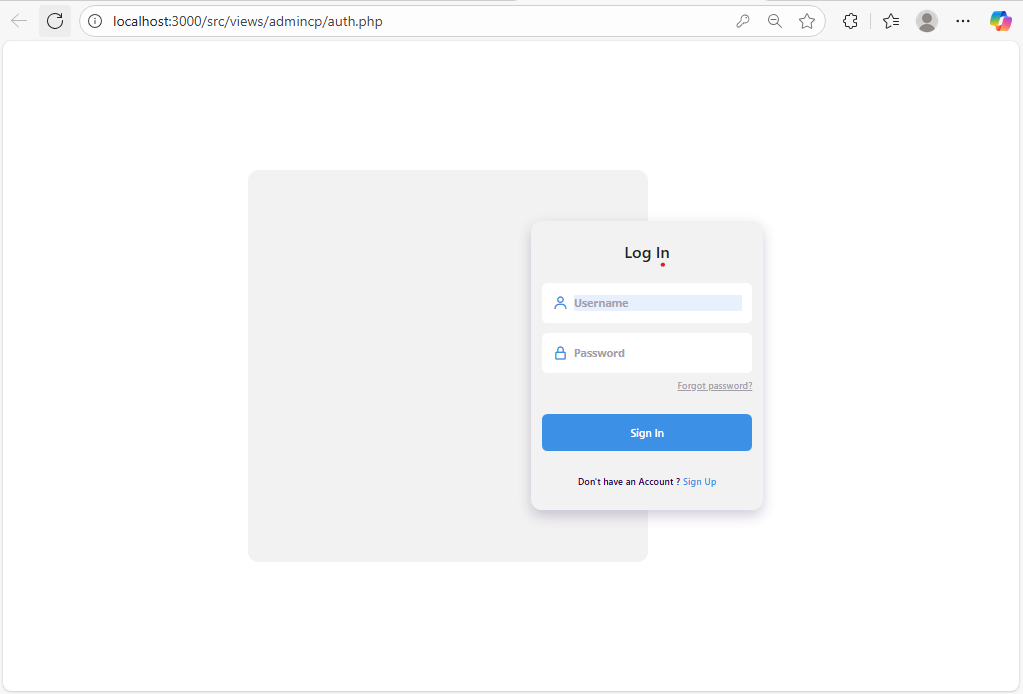 localhost:3000/src/views/admincp/auth.php
Log In
Username
Password
Forgot password?
Sign In
Don't have an Account ? Sign Up